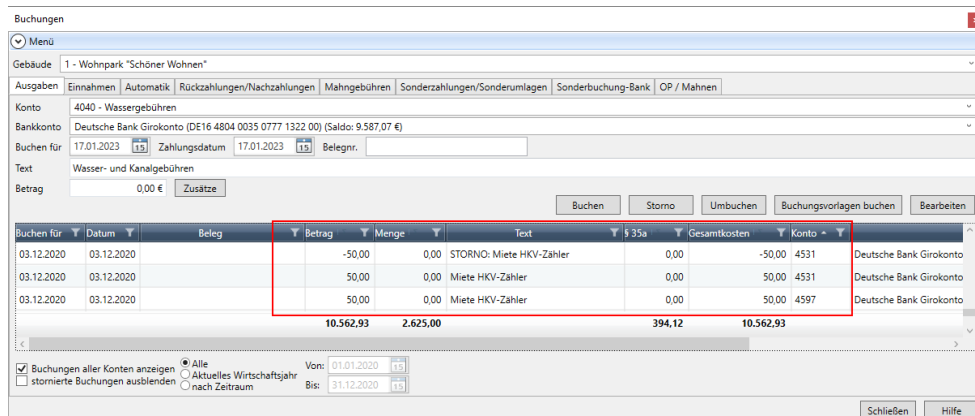 Buchungen
Menü
Gebäude 1 - Wohnpark "Schöner Wohnen"
Ausgaben Einnahmen Automatik Rückzahlungen/Nachzahlungen Mahngebühren Sonderzahlungen/Sonderumlagen Sonderbuchung-Bank OP / Mahnen
Konto 4040 - Wassergebühren
Bankkonto Deutsche Bank Girokonto (DE16 4804 0035 0777 1322 00) (Saldo: 9.587,07 €)
Buchen für 17.01.2023 15 Zahlungsdatum 17.01.2023 15 Belegnr.
Text Wasser- und Kanalgebühren
Betrag 0,00 € Zusätze
Buchen Storno Umbuchen Buchungsvorlagen buchen Bearbeiten
Buchen für Datum Beleg Betrag Menge Text § 35a Gesamtkosten Konto
03.12.2020 03.12.2020 -50,00 0,00 STORNO: Miete HKV-Zähler 0,00 -50,00 4531 Deutsche Bank Girokonto
03.12.2020 03.12.2020 50,00 0,00 Miete HKV-Zähler 0,00 50,00 4531 Deutsche Bank Girokonto
03.12.2020 03.12.2020 50,00 0,00 Miete HKV-Zähler 0,00 50,00 4597 Deutsche Bank Girokonto
10.562,93 2.625,00 394,12 10.562,93
Buchungen aller Konten anzeigen Alle Von: 01.01.2020 15
stornierte Buchungen ausblenden Aktuelles Wirtschaftsjahr
nach Zeitraum Bis: 31.12.2020 15
Schließen Hilfe